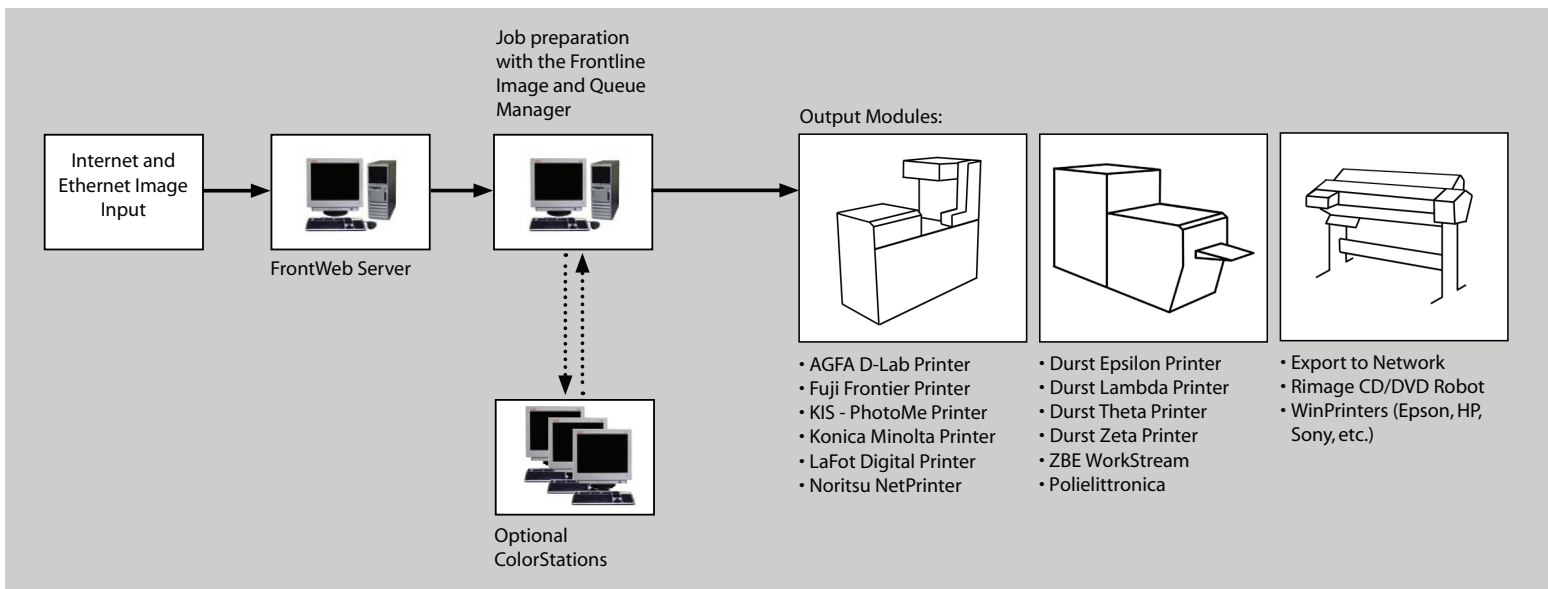 Job preparation
with the Frontline
Image and Queue
Manager
Internet and
Ethernet Image
Input
FrontWeb Server
Optional
ColorStations
Output Modules:
• AGFA D-Lab Printer
• Fuji Frontier Printer
• KIS - PhotoMe Printer
• Konica Minolta Printer
• LaFot Digital Printer
• Noritsu NetPrinter
• Durst Epsilon Printer
• Durst Lambda Printer
• Durst Theta Printer
• Durst Zeta Printer
• ZBE WorkStream
• Polielittronica
• Export to Network
• Rimage CD/DVD Robot
• WinPrinters (Epson, HP,
Sony, etc.)